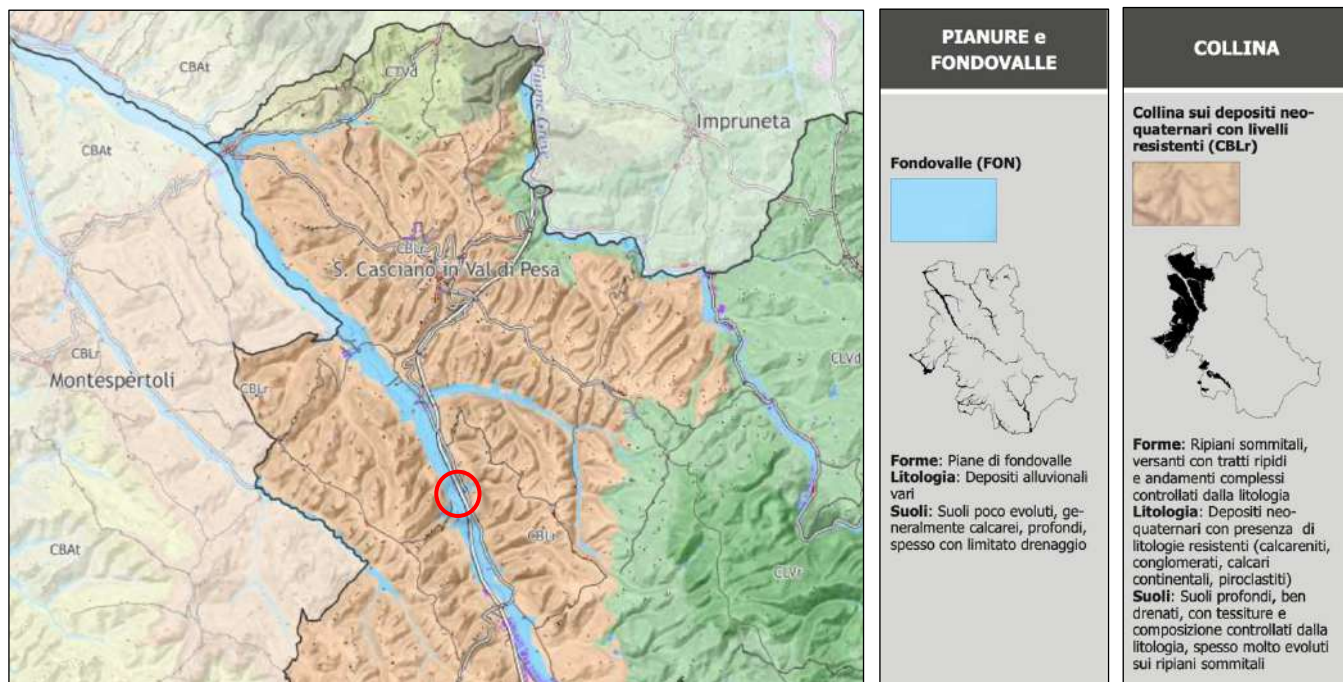 CBAt
CTVd
Fiume Greve
Impruneta
CBAt
CBLr
S. Casciano in Val di Pesa
CBLr
Montespèrtoli
CBLr
CLVd
CBLr
CBAt
CLVr
PIANURE e
FONDOVALLE
Fondovalle (FON)
Forme: Piane di fondovalle
Litologia: Depositi alluvionali
vari
Suoli: Suoli poco evoluti, ge-
neralmente calcarei, profondi,
spesso con limitato drenaggio
COLLINA
Collina sui depositi neo-
quaternari con livelli
resistenti (CBLr)
Forme: Ripiani sommitali,
versanti con tratti ripidi
e andamenti complessi
controllati dalla litologia
Litologia: Depositi neo-
quaternari con presenza di
litologie resistenti (calcareniti,
conglomerati, calcari
continentali, piroclastiti)
Suoli: Suoli profondi, ben
drenati, con tessiture e
composizione controllati dalla
litologia, spesso molto evoluti
sui ripiani sommitali